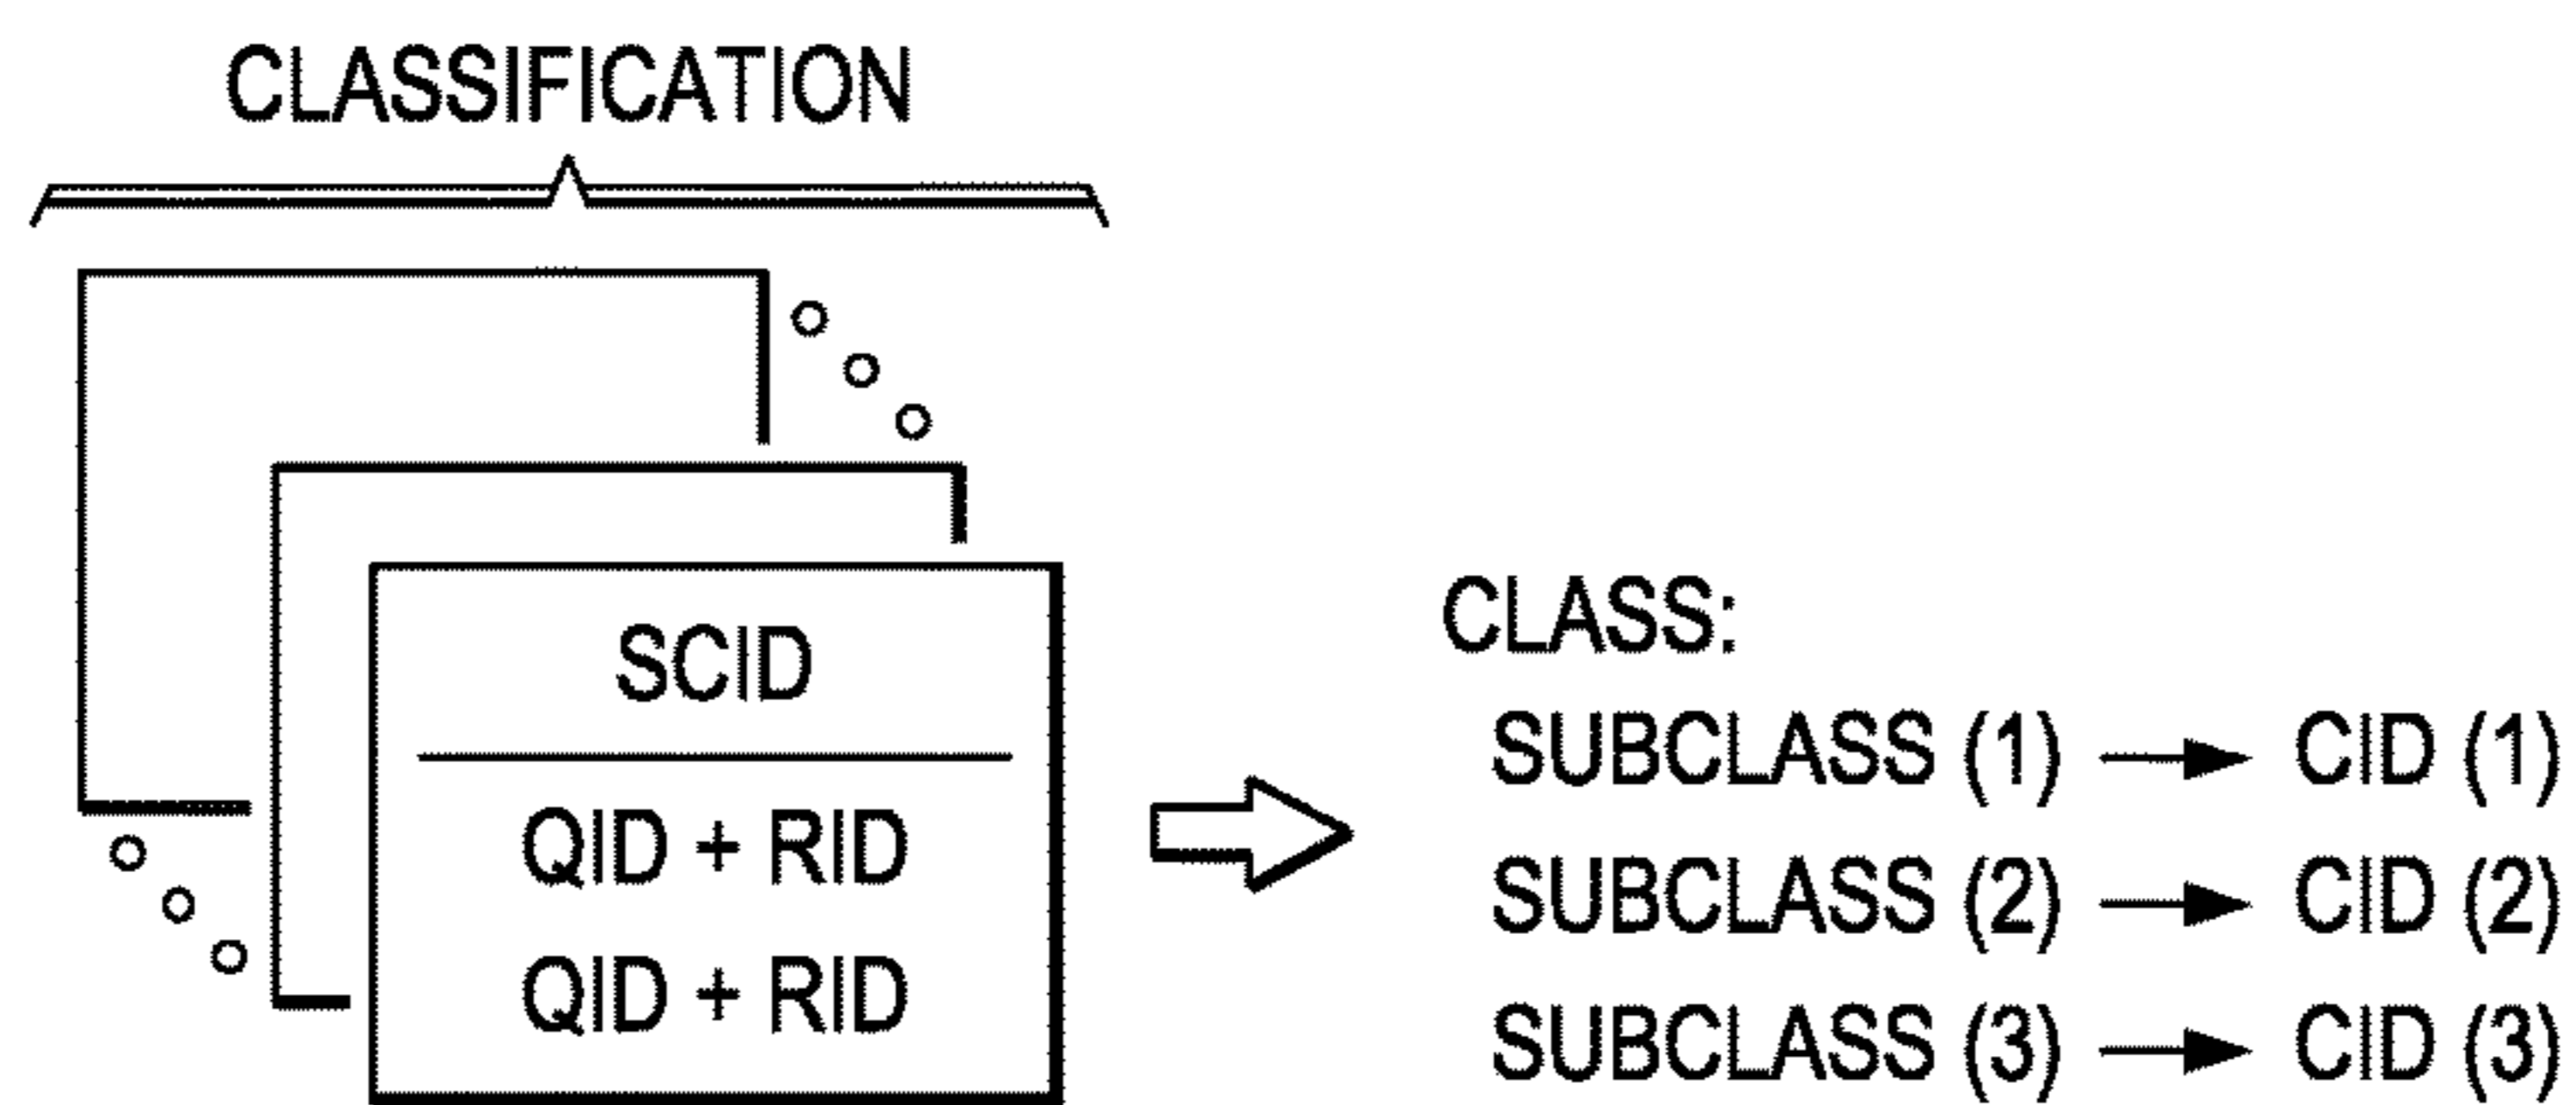 CLASSIFICATION
SCID
QID + RID
QID + RID
CLASS:
SUBCLASS (1) → CID (1)
SUBCLASS (2) → CID (2)
SUBCLASS (3) → CID (3)